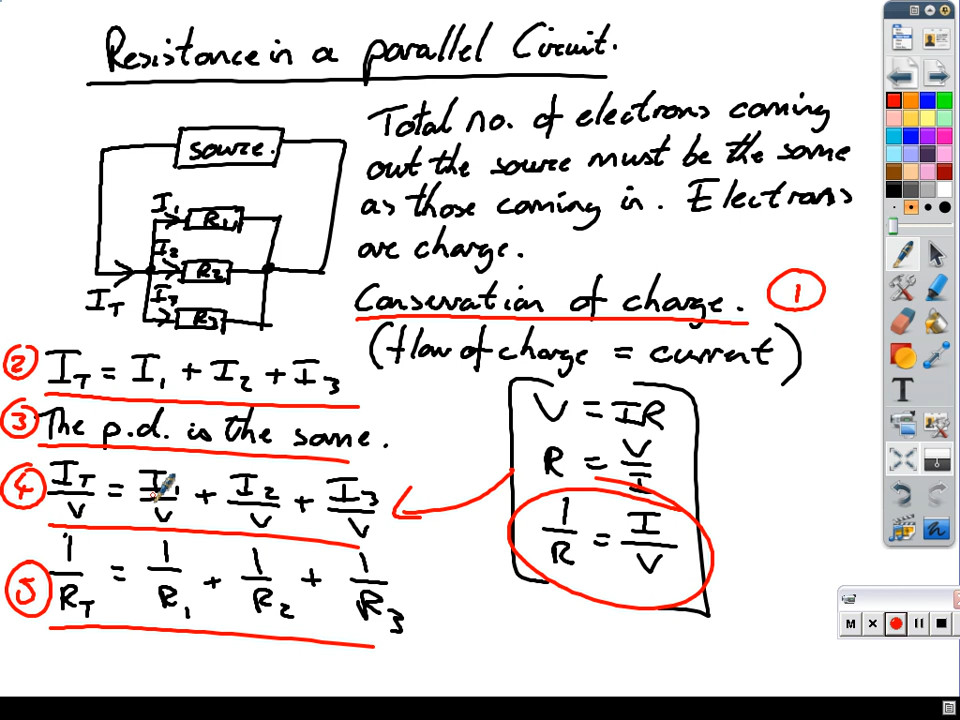 Resistance in a parallel Circuit.
source.
I1
R1
I2
R2
IT
I3
R3
Total no. of electrons coming
out the source must be the same
as those coming in. Electrons
are charge.
Conservation of charge. 1
(flow of charge = current)
2 IT = I1 + I2 + I3
3 The p.d. is the same.
4 IT/V = I1/V + I2/V + I3/V
5 1/RT = 1/R1 + 1/R2 + 1/R3
V = IR
R = V/I
1/R = I/V
T
M